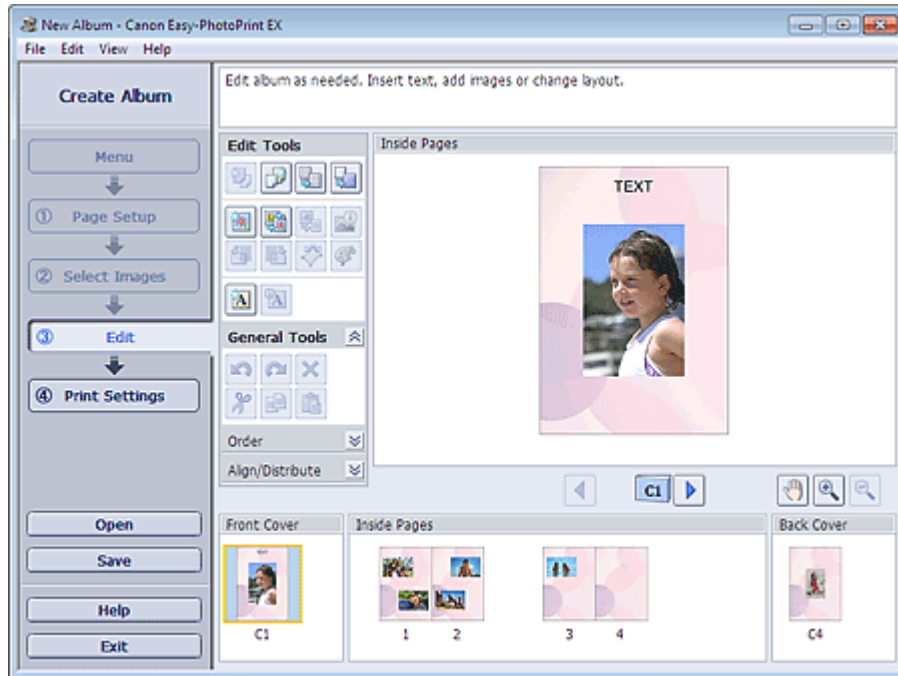 New Album - Canon Easy-PhotoPrint EX
File Edit View Help
Create Album
Edit album as needed. Insert text, add images or change layout.
Menu
① Page Setup
② Select Images
③ Edit
④ Print Settings
Open
Save
Help
Exit
Edit Tools
A A
General Tools
Order
Align/Distribute
Inside Pages
TEXT
C1
Front Cover
TEXT
C1
Inside Pages
1 2 3 4
Back Cover
C4